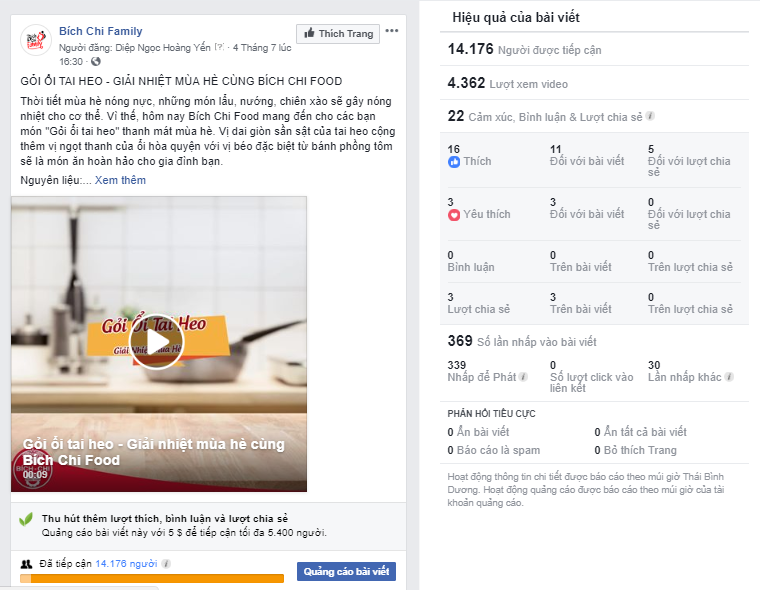 Bích Chi Family
Người đăng: Diệp Ngọc Hoàng Yến [?] · 4 Tháng 7 lúc
16:30 ·
Thích Trang
GỎI ỔI TAI HEO - GIẢI NHIỆT MÙA HÈ CÙNG BÍCH CHI FOOD
Thời tiết mùa hè nóng nực, những món lẩu, nướng, chiên xào sẽ gây nóng
nhiệt cho cơ thể. Vì thế, hôm nay Bích Chi Food mang đến cho các bạn
món "Gỏi ổi tai heo" thanh mát mùa hè. Vị dai giòn sần sật của tai heo cộng
thêm vị ngọt thanh của ổi hòa quyện với vị béo đặc biệt từ bánh phồng tôm
sẽ là món ăn hoàn hảo cho gia đình bạn.
Nguyên liệu:... Xem thêm
Gỏi Ổi Tai Heo
Giải Nhiệt Mùa Hè
Gỏi ổi tai heo - Giải nhiệt mùa hè cùng
Bích Chi Food
BÍCH-CHI
00:09
Thu hút thêm lượt thích, bình luận và lượt chia sẻ
Quảng cáo bài viết này với 5 $ để tiếp cận tối đa 5.400 người.
Đã tiếp cận 14.176 người
Quảng cáo bài viết
Hiệu quả của bài viết
14.176 Người được tiếp cận
4.362 Lượt xem video
22 Cảm xúc, Bình luận & Lượt chia sẻ
16 11 5
Thích Đối với bài viết Đối với lượt chia
sẻ
3 3 0
Yêu thích Đối với bài viết Đối với lượt chia
sẻ
0 0 0
Bình luận Trên bài viết Trên lượt chia sẻ
3 3 0
Lượt chia sẻ Trên bài viết Trên lượt chia sẻ
369 Số lần nhấp vào bài viết
339 0 30
Nhấp để Phát Số lượt click vào Lần nhấp khác
liên kết
PHẢN HỒI TIÊU CỰC
0 Ẩn bài viết 0 Ẩn tất cả bài viết
0 Báo cáo là spam 0 Bỏ thích Trang
Hoạt động thông tin chi tiết được báo cáo theo múi giờ Thái Bình
Dương. Hoạt động quảng cáo được báo cáo theo múi giờ của tài
khoản quảng cáo.